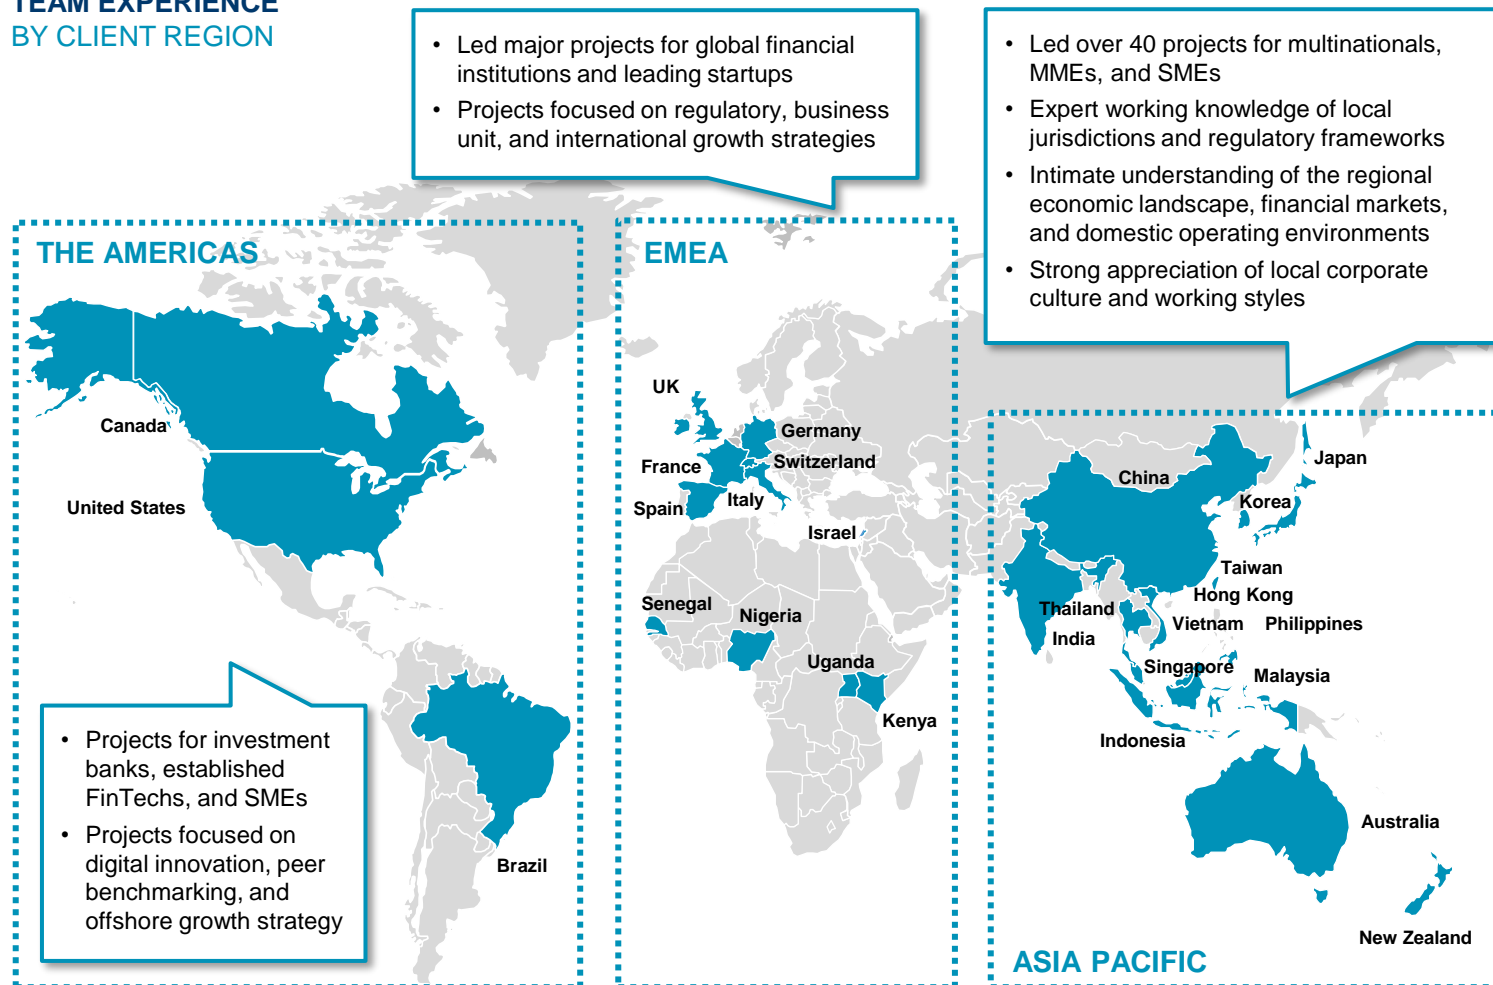 TEAM EXPERIENCE
BY CLIENT REGION
• Led major projects for global financial
institutions and leading startups
• Projects focused on regulatory, business
unit, and international growth strategies
• Led over 40 projects for multinationals,
MMEs, and SMEs
• Expert working knowledge of local
jurisdictions and regulatory frameworks
• Intimate understanding of the regional
economic landscape, financial markets,
and domestic operating environments
• Strong appreciation of local corporate
culture and working styles
THE AMERICAS
Canada
United States
Brazil
• Projects for investment
banks, established
FinTechs, and SMEs
• Projects focused on
digital innovation, peer
benchmarking, and
offshore growth strategy
EMEA
UK
Germany
France
Switzerland
Spain
Italy
Israel
Senegal
Nigeria
Uganda
Kenya
China
Japan
Korea
Taiwan
Hong Kong
Thailand
Vietnam
Philippines
India
Singapore
Malaysia
Indonesia
Australia
New Zealand
ASIA PACIFIC